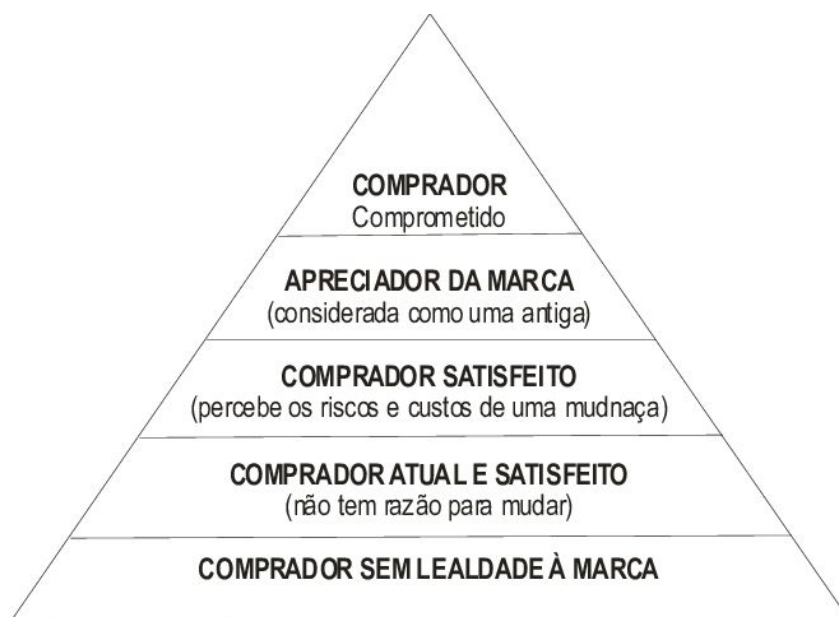 COMPRADOR
Comprometido
APRECIADOR DA MARCA
(considerada como uma antiga)
COMPRADOR SATISFEITO
(percebe os riscos e custos de uma mudnaça)
COMPRADOR ATUAL E SATISFEITO
(não tem razão para mudar)
COMPRADOR SEM LEALDADE À MARCA